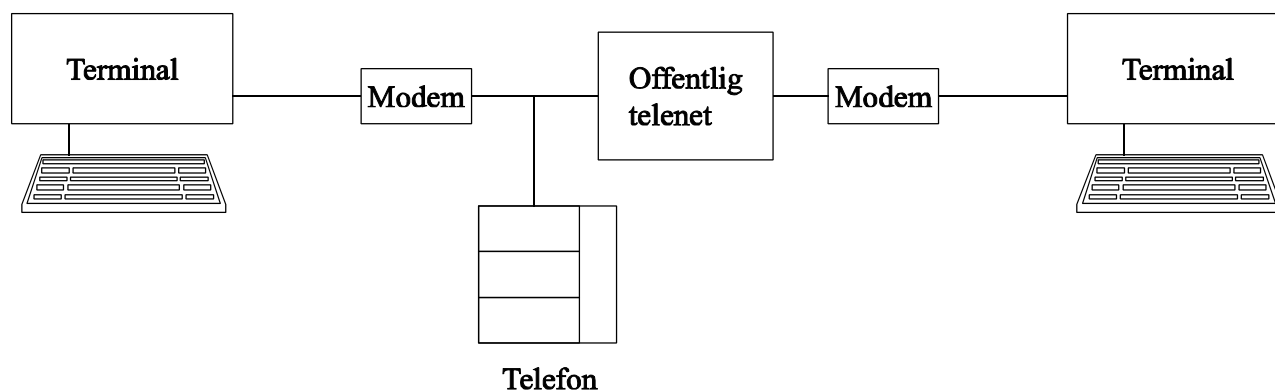 Terminal
Modem
Offentlig
telenet
Modem
Terminal
Telefon